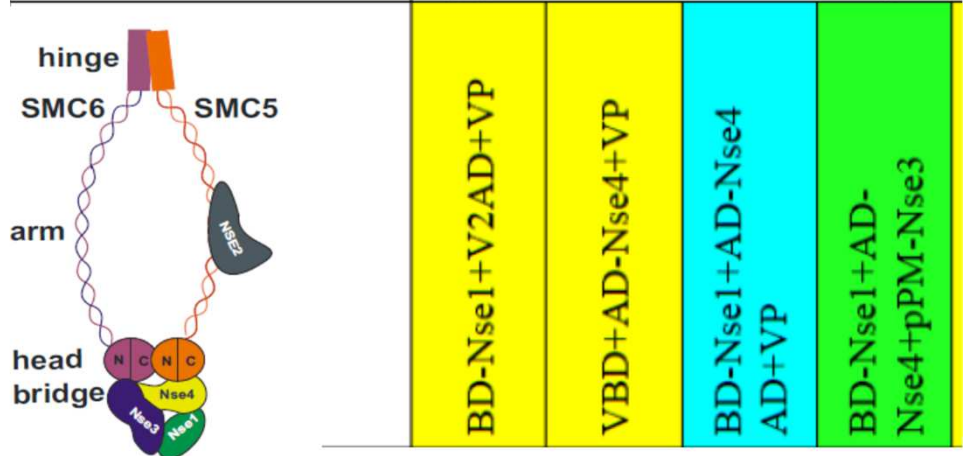 hinge
SMC6 SMC5
arm
NSE2
head
N C N C
bridge
Nse4
Nse3
Nse1
BD-Nse1+V2AD+VP
VBD+AD-Nse4+VP
BD-Nse1+AD-Nse4
AD+VP
BD-Nse1+AD-
Nse4+pPM-Nse3